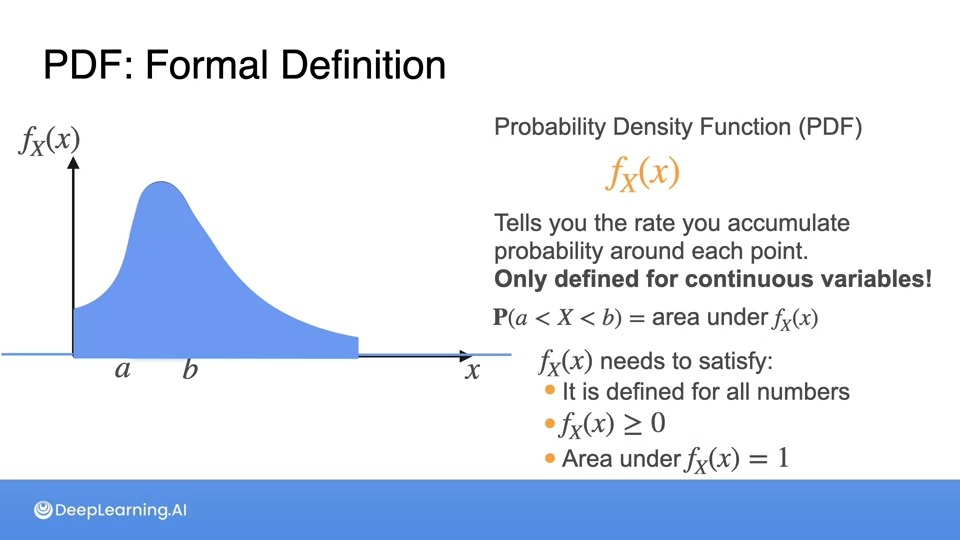 PDF: Formal Definition
f_X(x)
a
b
x
Probability Density Function (PDF)
f_X(x)
Tells you the rate you accumulate
probability around each point.
Only defined for continuous variables!
P(a < X < b) = area under f_X(x)
f_X(x) needs to satisfy:
• It is defined for all numbers
• f_X(x) ≥ 0
• Area under f_X(x) = 1
DeepLearning.AI